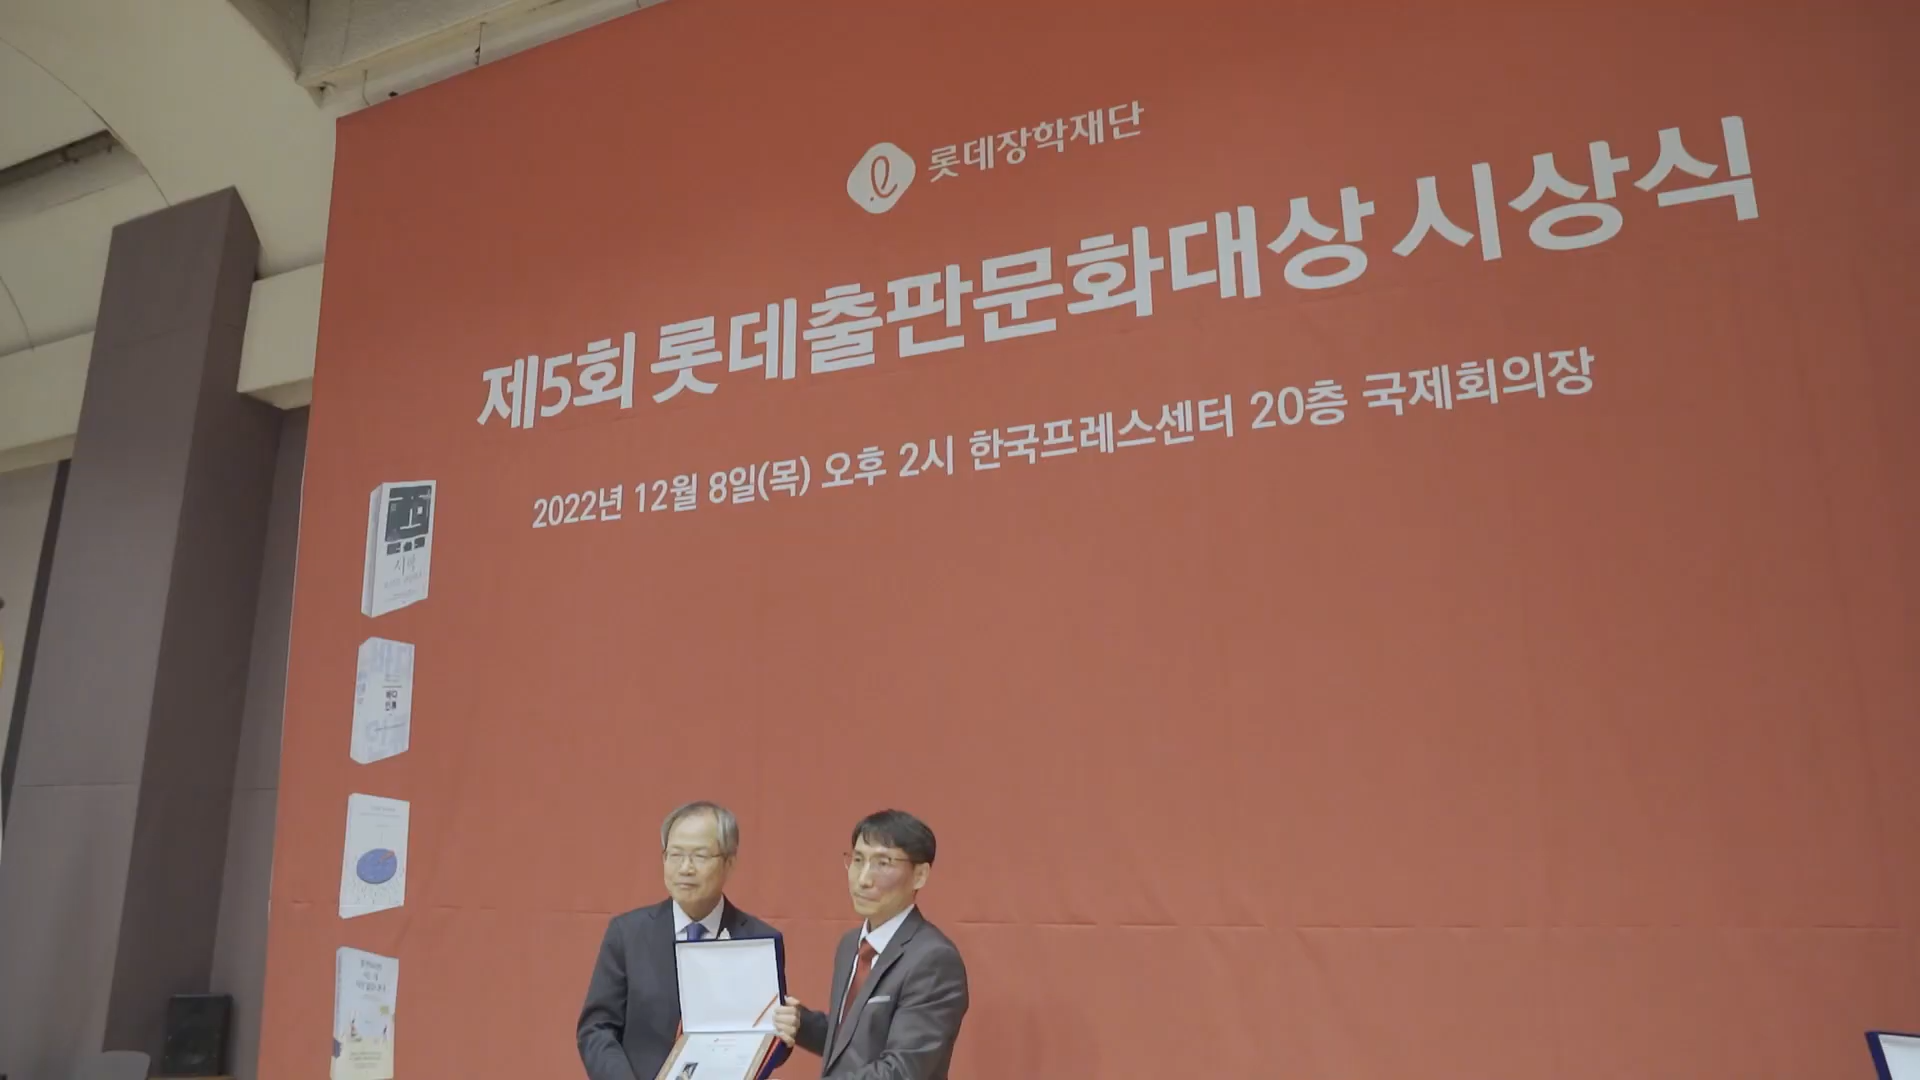 롯데장학재단
제5회 롯데출판문화대상 시상식
2022년 12월 8일(목) 오후 2시 한국프레스센터 20층 국제회의장